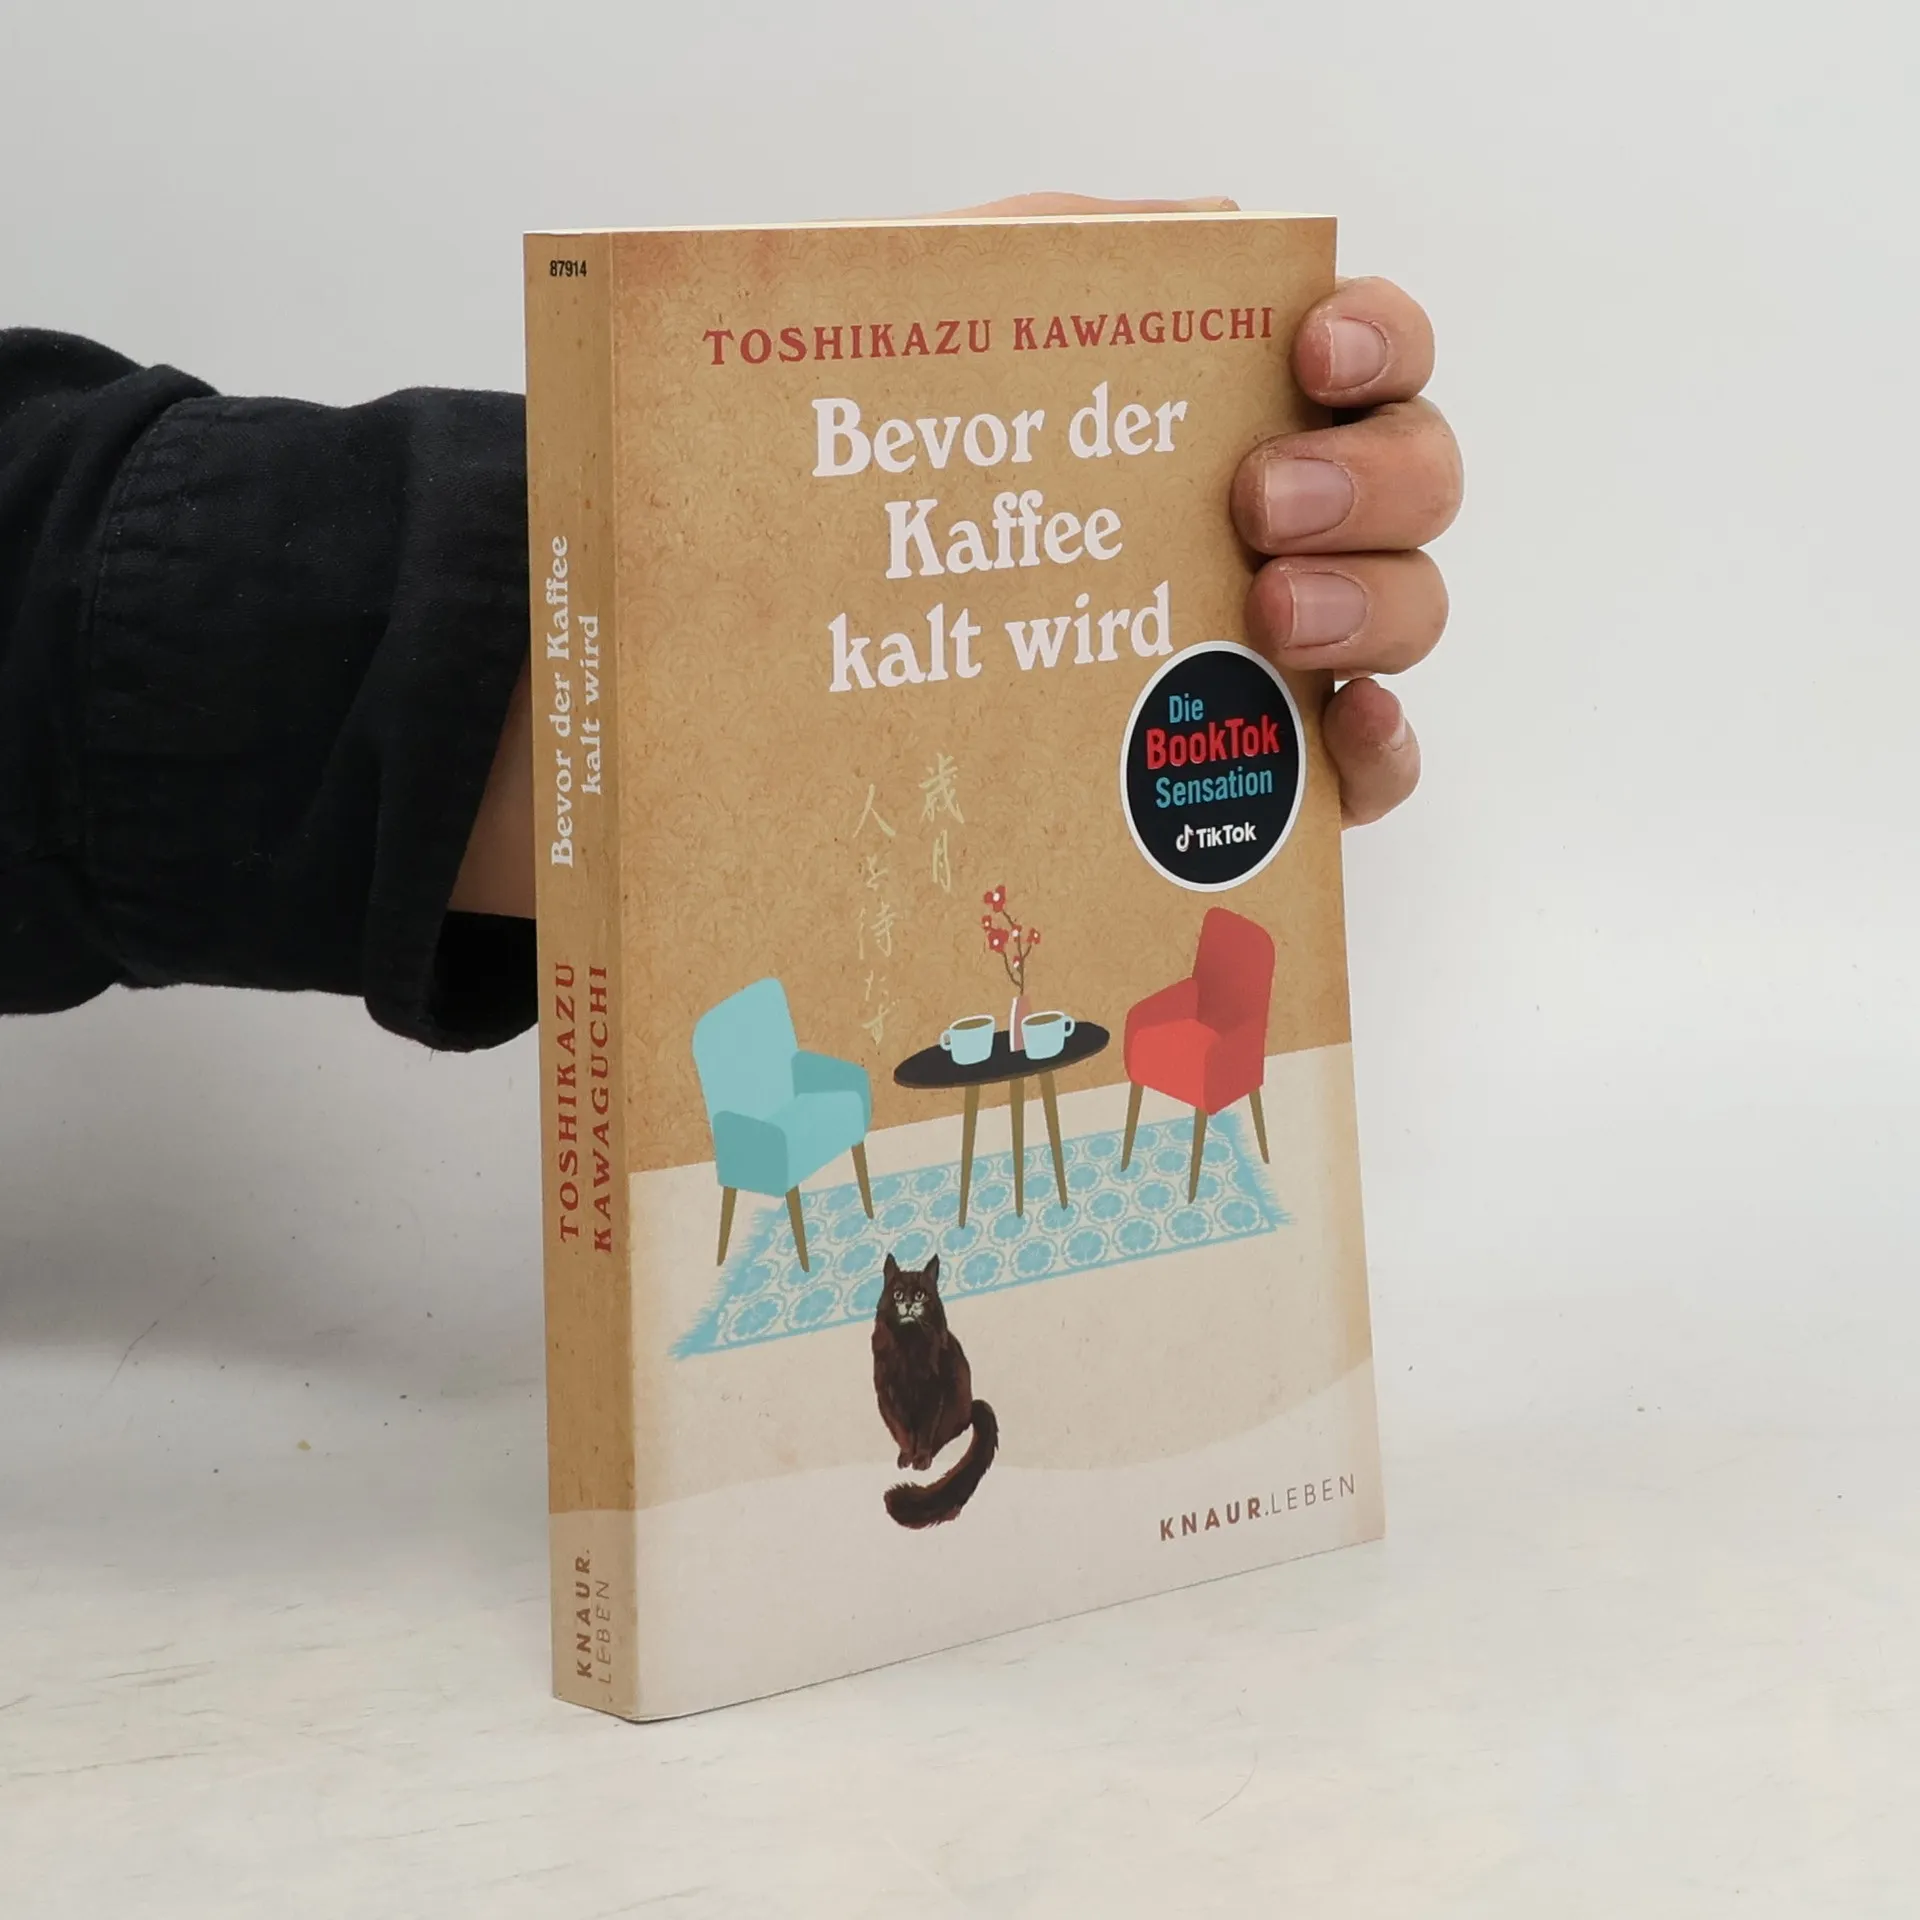 87914
Bevor der Kaffee
kalt wird
TOSHIKAZU
KAWAGUCHI
KNAUR.
LEBEN
TOSHIKAZU KAWAGUCHI
Bevor der
Kaffee
kalt wird
Die
BookTok
Sensation
TikTok
歳月
人を待たず
KNAUR.LEBEN